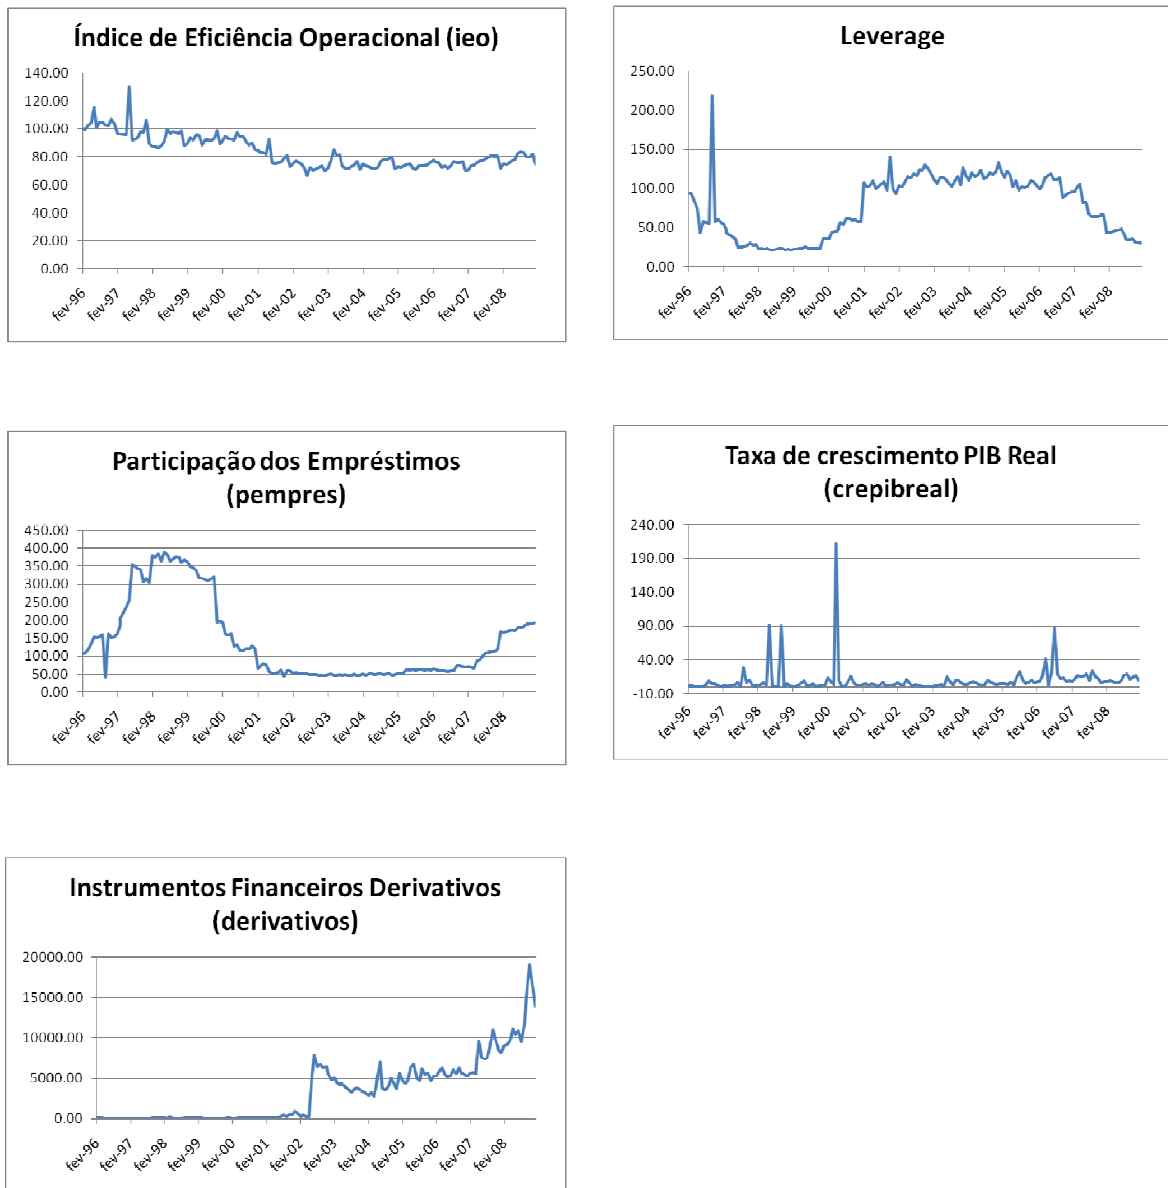 Índice de Eficiência Operacional (ieo)
140.00
120.00
100.00
80.00
60.00
40.00
20.00
0.00
fev-96
fev-97
fev-98
fev-99
fev-00
fev-01
fev-02
fev-03
fev-04
fev-05
fev-06
fev-07
fev-08
Leverage
250.00
200.00
150.00
100.00
50.00
0.00
fev-96
fev-97
fev-98
fev-99
fev-00
fev-01
fev-02
fev-03
fev-04
fev-05
fev-06
fev-07
fev-08
Participação dos Empréstimos
(pempres)
450.00
400.00
350.00
300.00
250.00
200.00
150.00
100.00
50.00
0.00
fev-96
fev-97
fev-98
fev-99
fev-00
fev-01
fev-02
fev-03
fev-04
fev-05
fev-06
fev-07
fev-08
Taxa de crescimento PIB Real
(crepibreal)
240.00
190.00
140.00
90.00
40.00
-10.00
fev-96
fev-97
fev-98
fev-99
fev-00
fev-01
fev-02
fev-03
fev-04
fev-05
fev-06
fev-07
fev-08
Instrumentos Financeiros Derivativos
(derivativos)
20000.00
15000.00
10000.00
5000.00
0.00
fev-96
fev-97
fev-98
fev-99
fev-00
fev-01
fev-02
fev-03
fev-04
fev-05
fev-06
fev-07
fev-08